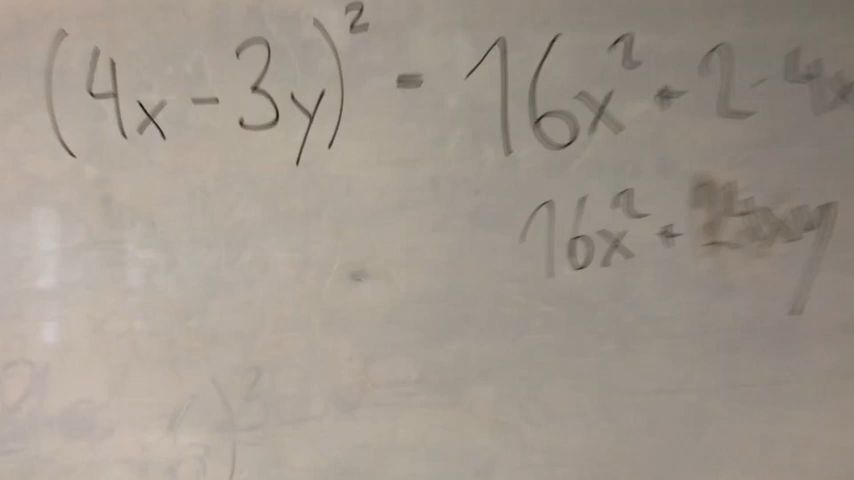 (4x-3y)² = 16x² + 2·4x
16x² + 24xy